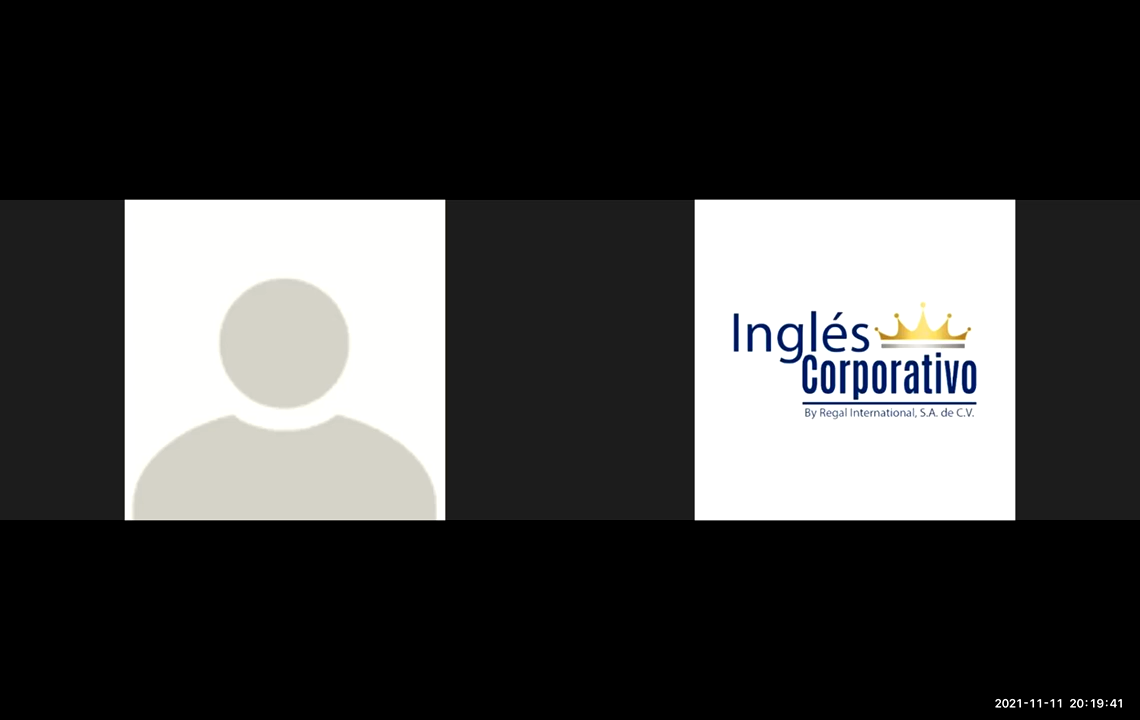 Inglés
Corporativo
By Regal International, S.A. de C.V.
2021-11-11 20:19:41